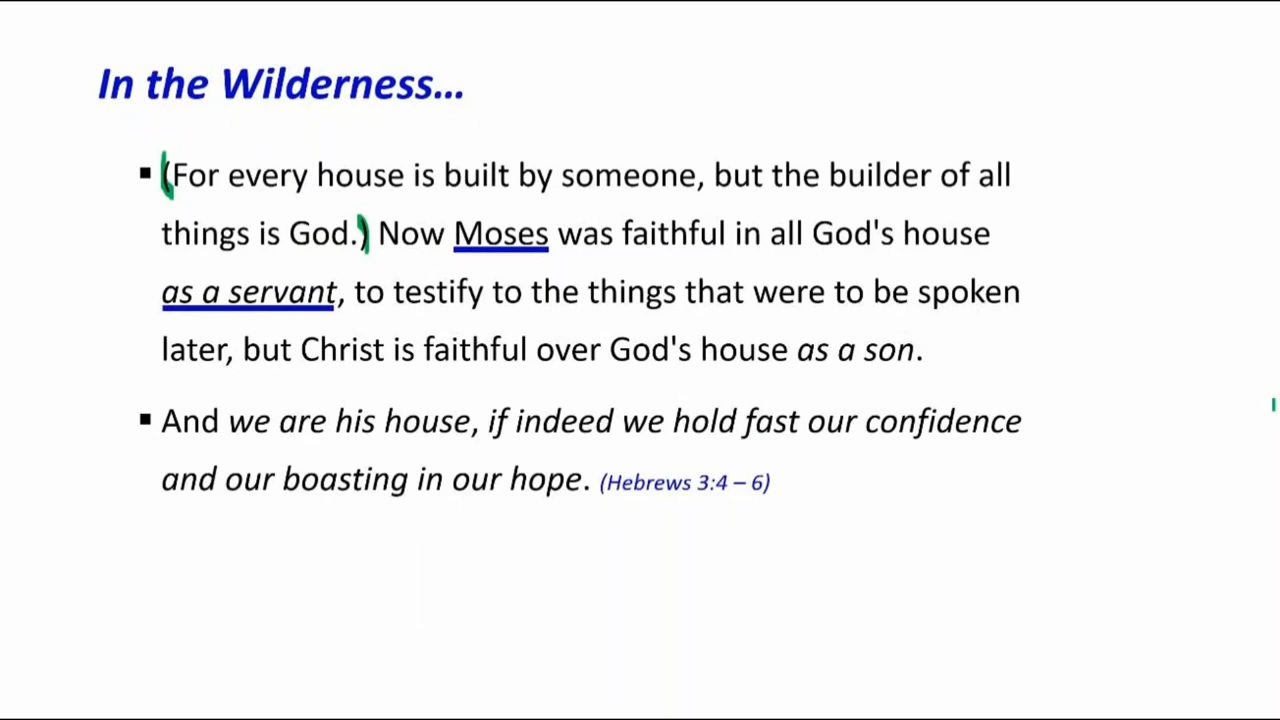 In the Wilderness...
▪ (For every house is built by someone, but the builder of all
things is God.) Now Moses was faithful in all God's house
as a servant, to testify to the things that were to be spoken
later, but Christ is faithful over God's house as a son.
▪ And we are his house, if indeed we hold fast our confidence
and our boasting in our hope. (Hebrews 3:4 – 6)